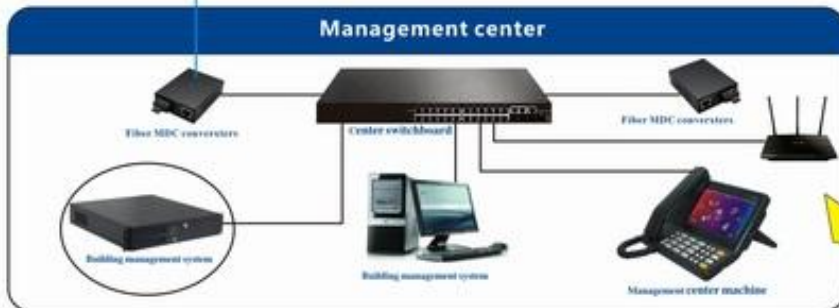 Management center
Fiber MDC converters
Center switchboard
Fiber MDC converters
Building management system
Building management system
Management center machine